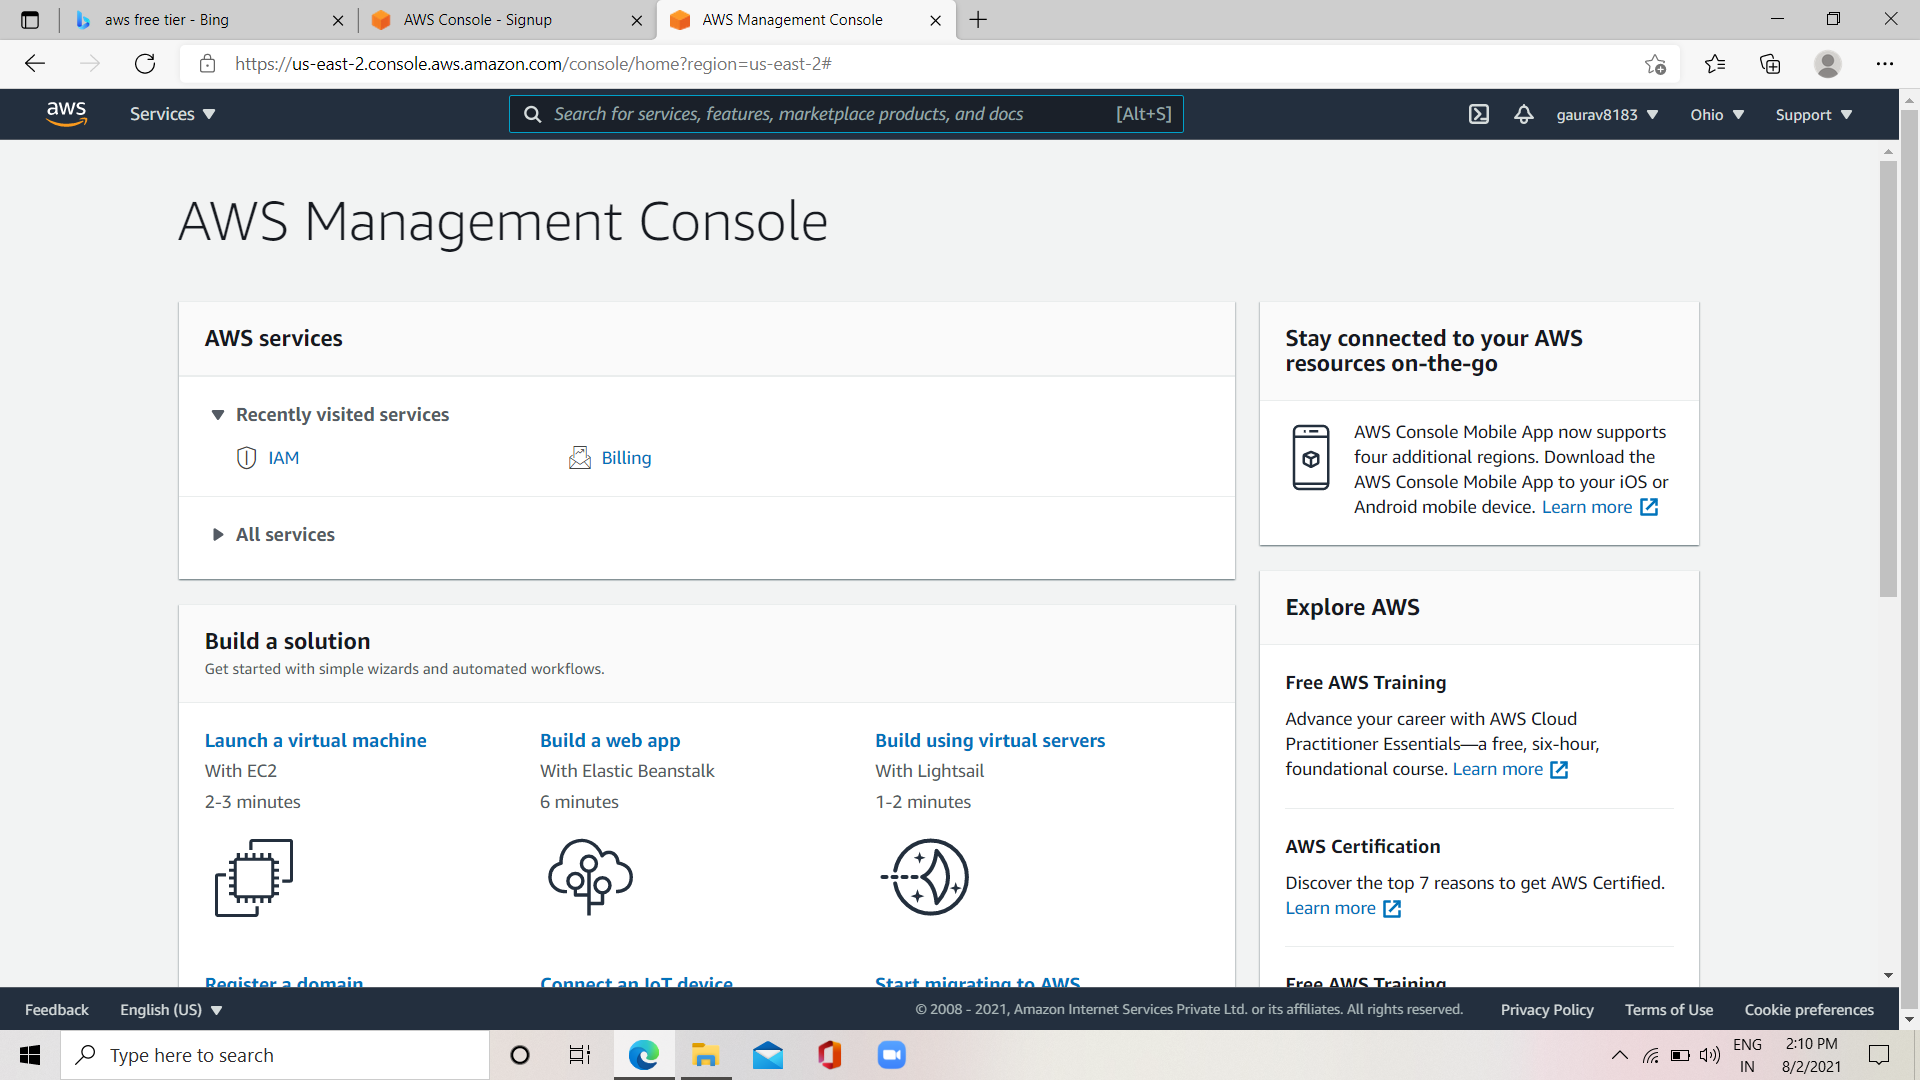 aws free tier - Bing
AWS Console - Signup
AWS Management Console
https://us-east-2.console.aws.amazon.com/console/home?region=us-east-2#
aws
Services
Search for services, features, marketplace products, and docs
[Alt+S]
gaurav8183
Ohio
Support
AWS Management Console
AWS services
Recently visited services
IAM
Billing
All services
Build a solution
Get started with simple wizards and automated workflows.
Launch a virtual machine
With EC2
2-3 minutes
Build a web app
With Elastic Beanstalk
6 minutes
Build using virtual servers
With Lightsail
1-2 minutes
Register a domain
Connect an IoT device
Start migrating to AWS
Stay connected to your AWS
resources on-the-go
AWS Console Mobile App now supports
four additional regions. Download the
AWS Console Mobile App to your iOS or
Android mobile device. Learn more
Explore AWS
Free AWS Training
Advance your career with AWS Cloud
Practitioner Essentials—a free, six-hour,
foundational course. Learn more
AWS Certification
Discover the top 7 reasons to get AWS Certified.
Learn more
Free AWS Training
Feedback
English (US)
© 2008 - 2021, Amazon Internet Services Private Ltd. or its affiliates. All rights reserved.
Privacy Policy
Terms of Use
Cookie preferences
Type here to search
ENG
IN
2:10 PM
8/2/2021